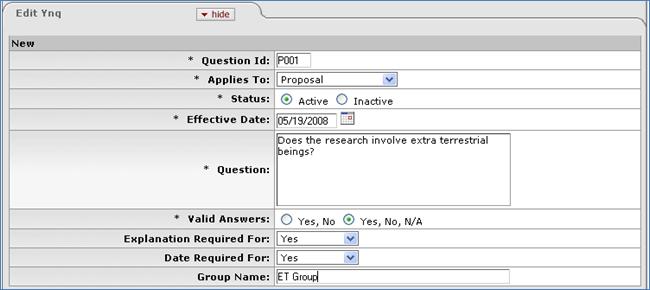 Edit Ynq hide
New
* Question Id: P001
* Applies To: Proposal
* Status: Active Inactive
* Effective Date: 05/19/2008
Does the research involve extra terrestrial
beings?
* Question:
* Valid Answers: Yes, No Yes, No, N/A
Explanation Required For: Yes
Date Required For: Yes
Group Name: ET Group